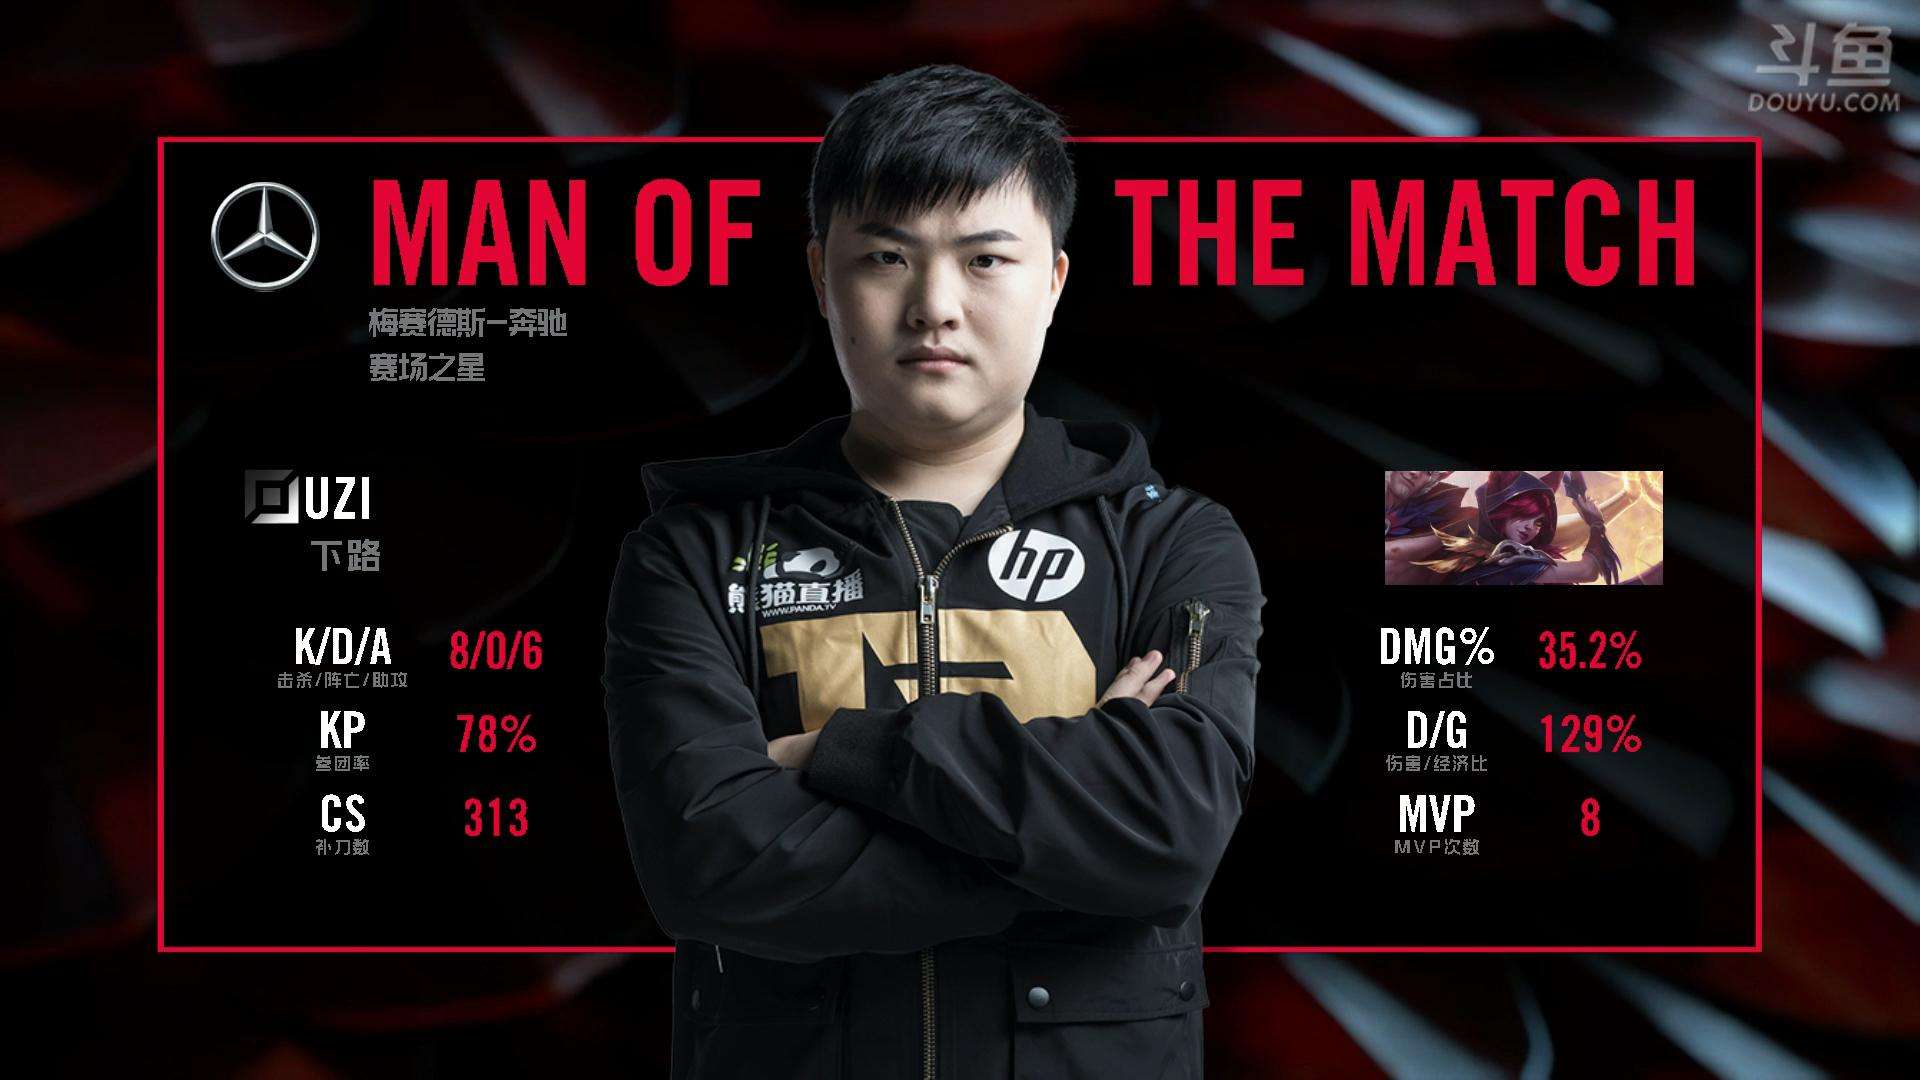 斗鱼
DOUYU.COM
MAN OF THE MATCH
梅赛德斯-奔驰
赛场之星
UZI
下路
hp
熊猫直播
WWW.PANDA.TV
K/D/A 8/0/6
击杀/阵亡/助攻
KP 78%
参团率
CS 313
补刀数
DMG% 35.2%
伤害占比
D/G 129%
伤害/经济比
MVP 8
MVP次数